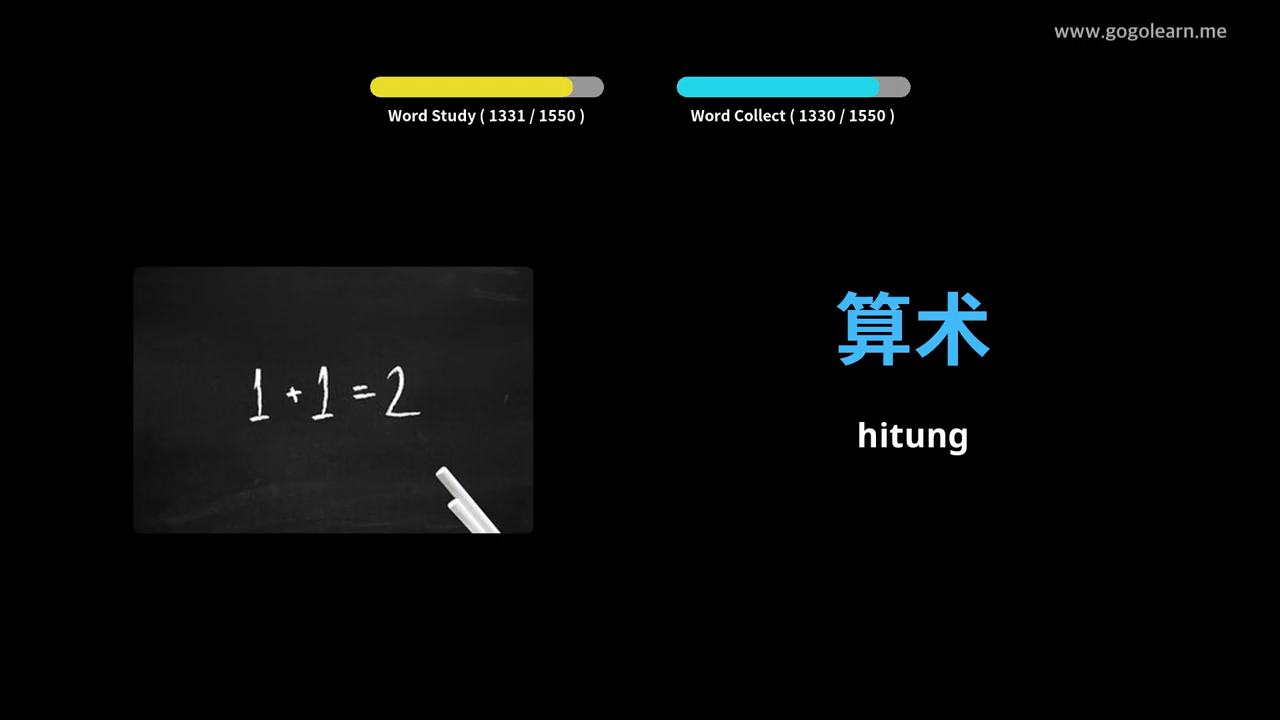 www.gogolearn.me
Word Study ( 1331 / 1550 )
Word Collect ( 1330 / 1550 )
1 + 1 = 2
算术
hitung